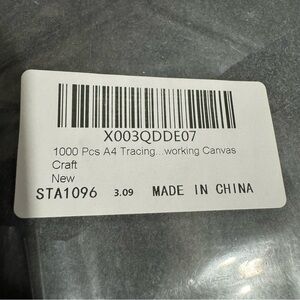 X003QDDE07
1000 Pcs A4 Tracing...working Canvas
Craft
New
STA1096 3.09 MADE IN CHINA